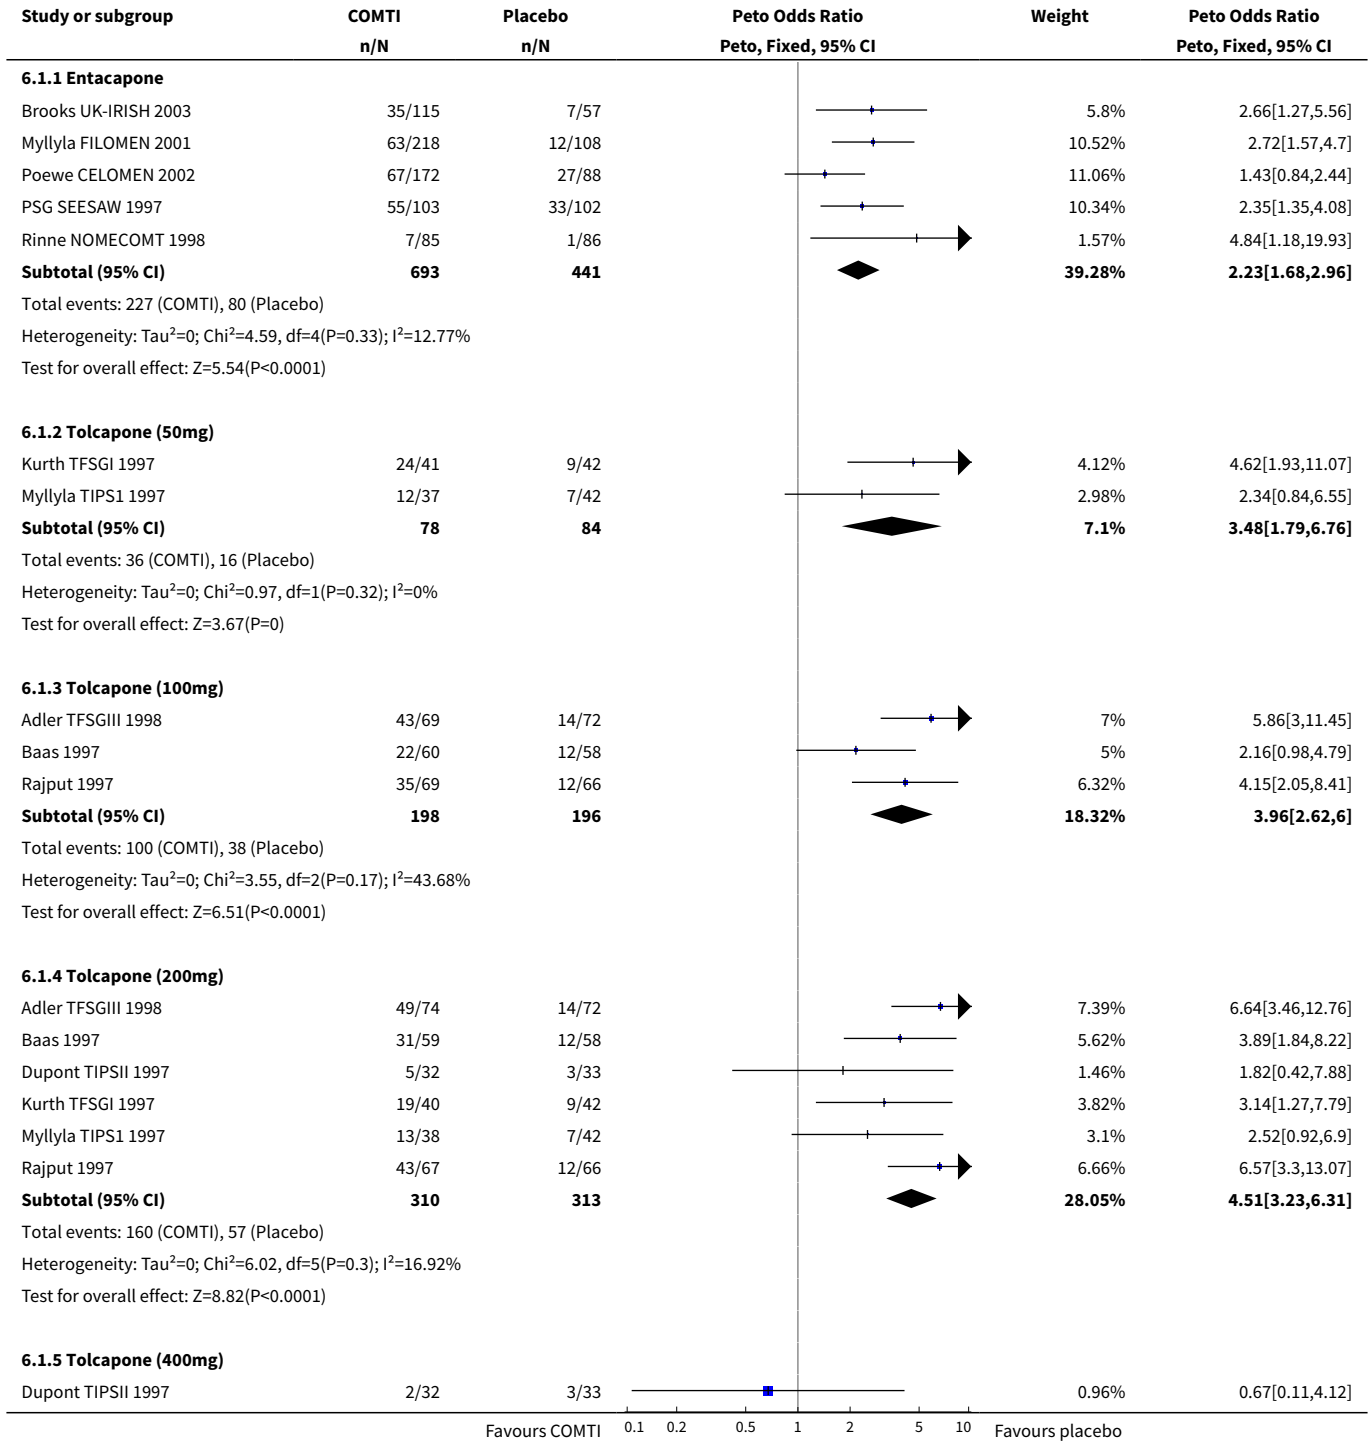 Study or subgroup COMTI Placebo Peto Odds Ratio Weight Peto Odds Ratio
n/N n/N Peto, Fixed, 95% CI Peto, Fixed, 95% CI
6.1.1 Entacapone
Brooks UK-IRISH 2003 35/115 7/57 5.8% 2.66[1.27,5.56]
Myllyla FILOMEN 2001 63/218 12/108 10.52% 2.72[1.57,4.7]
Poewe CELOMEN 2002 67/172 27/88 11.06% 1.43[0.84,2.44]
PSG SEESAW 1997 55/103 33/102 10.34% 2.35[1.35,4.08]
Rinne NOMECOMT 1998 7/85 1/86 1.57% 4.84[1.18,19.93]
Subtotal (95% CI) 693 441 39.28% 2.23[1.68,2.96]
Total events: 227 (COMTI), 80 (Placebo)
Heterogeneity: Tau²=0; Chi²=4.59, df=4(P=0.33); I²=12.77%
Test for overall effect: Z=5.54(P<0.0001)
6.1.2 Tolcapone (50mg)
Kurth TFSGI 1997 24/41 9/42 4.12% 4.62[1.93,11.07]
Myllyla TIPS1 1997 12/37 7/42 2.98% 2.34[0.84,6.55]
Subtotal (95% CI) 78 84 7.1% 3.48[1.79,6.76]
Total events: 36 (COMTI), 16 (Placebo)
Heterogeneity: Tau²=0; Chi²=0.97, df=1(P=0.32); I²=0%
Test for overall effect: Z=3.67(P=0)
6.1.3 Tolcapone (100mg)
Adler TFSGIII 1998 43/69 14/72 7% 5.86[3,11.45]
Baas 1997 22/60 12/58 5% 2.16[0.98,4.79]
Rajput 1997 35/69 12/66 6.32% 4.15[2.05,8.41]
Subtotal (95% CI) 198 196 18.32% 3.96[2.62,6]
Total events: 100 (COMTI), 38 (Placebo)
Heterogeneity: Tau²=0; Chi²=3.55, df=2(P=0.17); I²=43.68%
Test for overall effect: Z=6.51(P<0.0001)
6.1.4 Tolcapone (200mg)
Adler TFSGIII 1998 49/74 14/72 7.39% 6.64[3.46,12.76]
Baas 1997 31/59 12/58 5.62% 3.89[1.84,8.22]
Dupont TIPSII 1997 5/32 3/33 1.46% 1.82[0.42,7.88]
Kurth TFSGI 1997 19/40 9/42 3.82% 3.14[1.27,7.79]
Myllyla TIPS1 1997 13/38 7/42 3.1% 2.52[0.92,6.9]
Rajput 1997 43/67 12/66 6.66% 6.57[3.3,13.07]
Subtotal (95% CI) 310 313 28.05% 4.51[3.23,6.31]
Total events: 160 (COMTI), 57 (Placebo)
Heterogeneity: Tau²=0; Chi²=6.02, df=5(P=0.3); I²=16.92%
Test for overall effect: Z=8.82(P<0.0001)
6.1.5 Tolcapone (400mg)
Dupont TIPSII 1997 2/32 3/33 0.96% 0.67[0.11,4.12]
Favours COMTI 0.1 0.2 0.5 1 2 5 10 Favours placebo